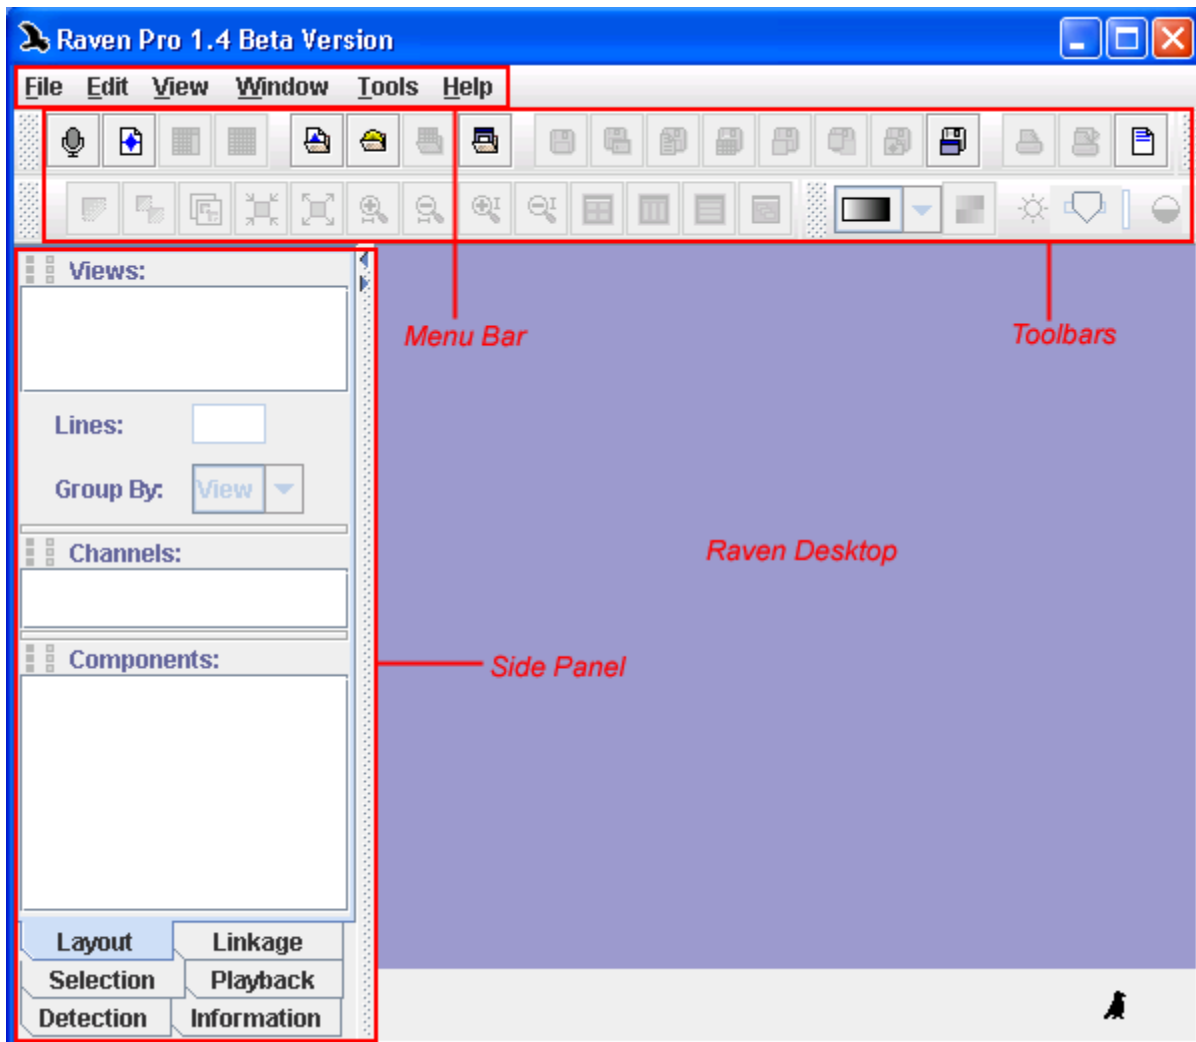 Raven Pro 1.4 Beta Version
File Edit View Window Tools Help
Views:
Menu Bar
Toolbars
Lines:
Group By: View
Raven Desktop
Channels:
Components:
Side Panel
Layout Linkage
Selection Playback
Detection Information